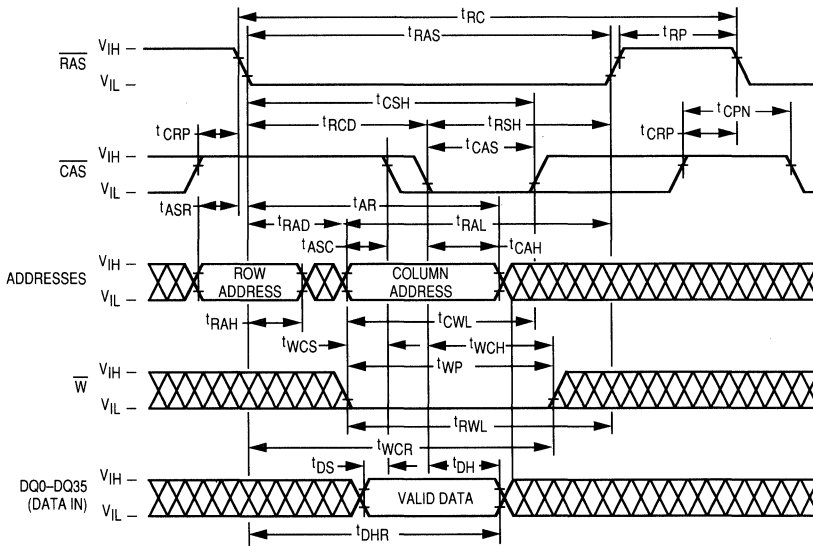 tRC
tRAS
tRP
RAS
VIH
VIL
tCSH
tCPN
tCRP
tRCD
tRSH
tCRP
tCAS
CAS
VIH
VIL
tASR
tAR
tRAD
tRAL
tASC
tCAH
ADDRESSES
VIH
VIL
ROW
ADDRESS
COLUMN
ADDRESS
tRAH
tCWL
tWCS
tWCH
tWP
W
VIH
VIL
tRWL
tWCR
tDS
tDH
DQ0–DQ35
(DATA IN)
VIH
VIL
VALID DATA
tDHR